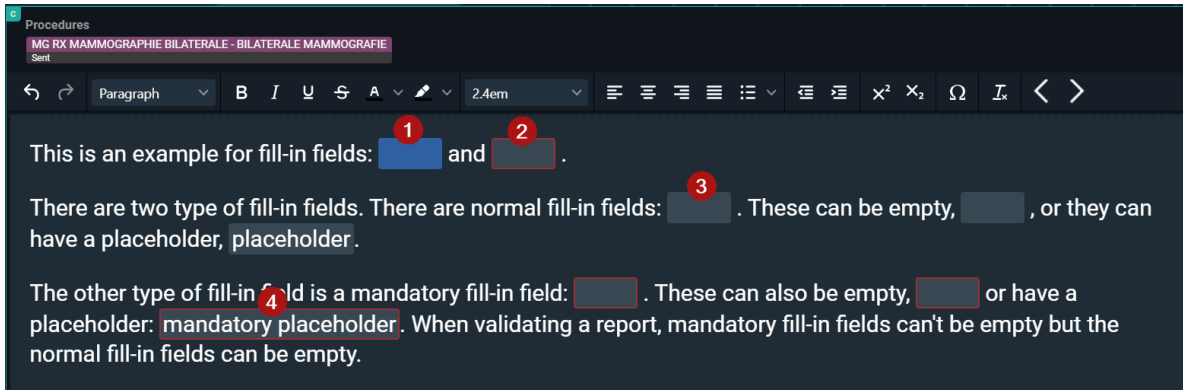 c
Procedures
MG RX MAMMOGRAPHIE BILATERALE - BILATERALE MAMMOGRAFIE
Sent
Paragraph B I U S A 2.4em x² X₂ Ω Tx
1 2
This is an example for fill-in fields: and .
3
There are two type of fill-in fields. There are normal fill-in fields: . These can be empty, , or they can
have a placeholder, placeholder.
The other type of fill-in field is a mandatory fill-in field: . These can also be empty, or have a
4
placeholder: mandatory placeholder. When validating a report, mandatory fill-in fields can't be empty but the
normal fill-in fields can be empty.